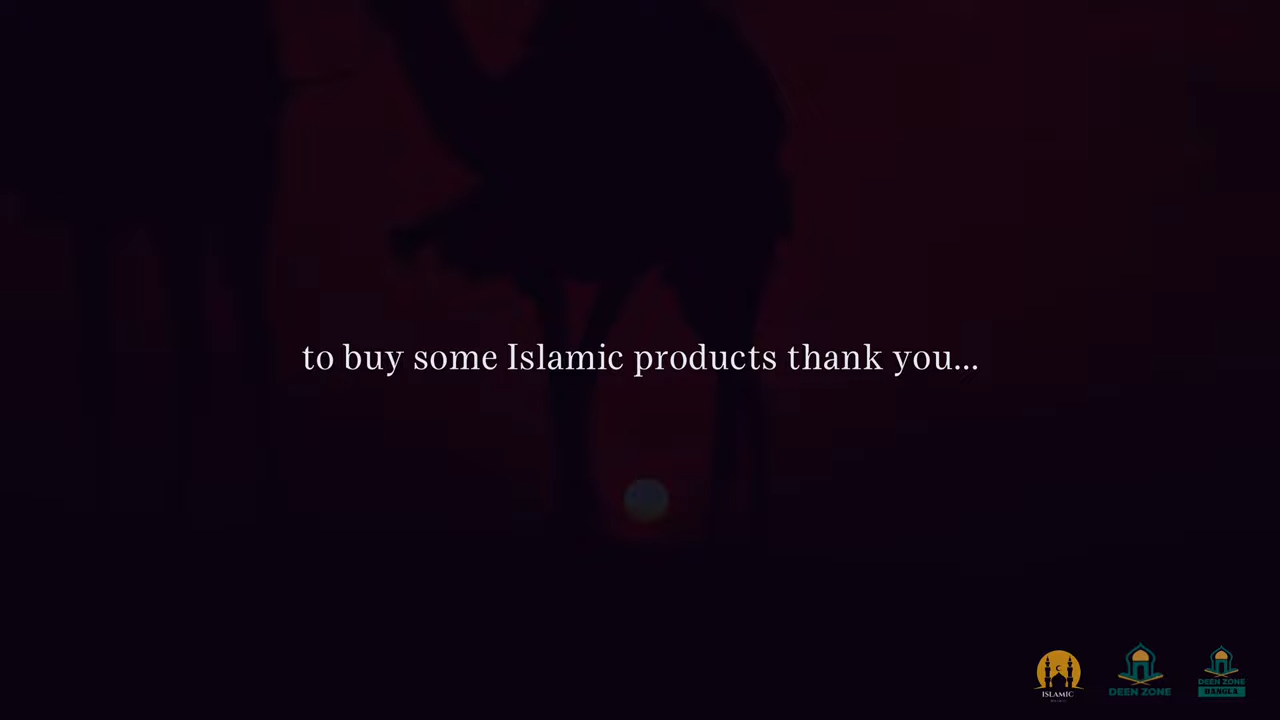 to buy some Islamic products thank you...
ISLAMIC
DEEN ZONE
DEEN ZONE
BANGLA